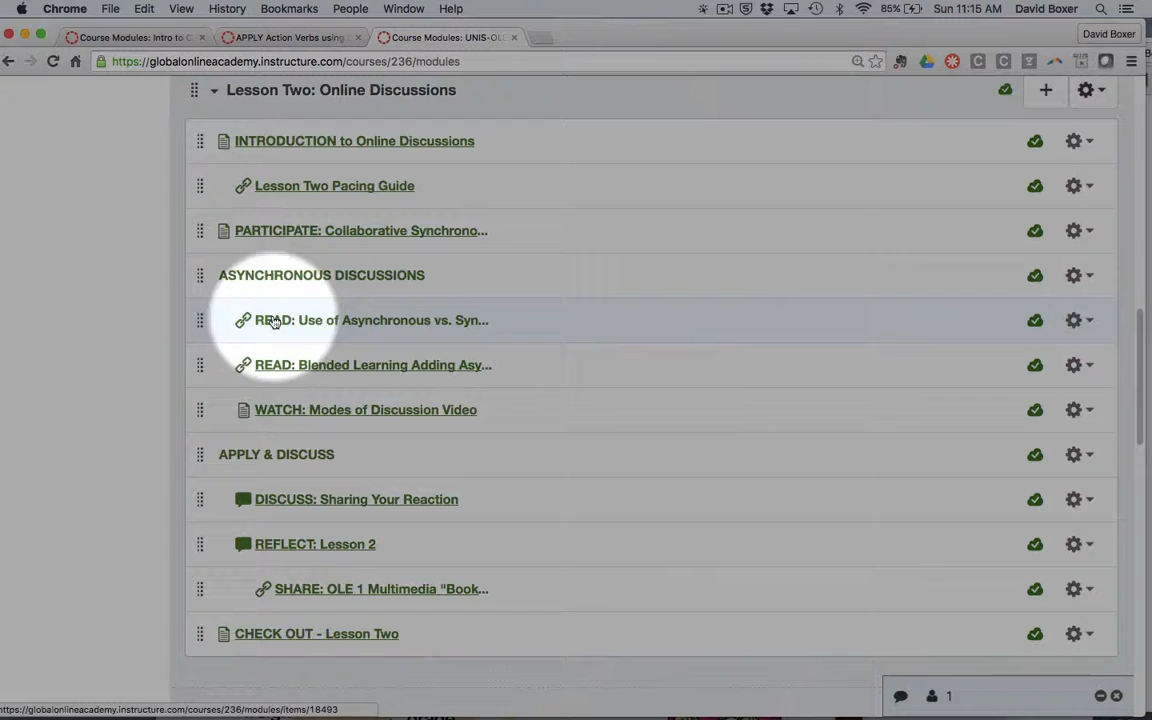 Chrome File Edit View History Bookmarks People Window Help 85% Sun 11:15 AM David Boxer
Course Modules: Intro to C APPLY Action Verbs using Course Modules: UNIS-OLE David Boxer
https://globalonlineacademy.instructure.com/courses/236/modules
Lesson Two: Online Discussions
INTRODUCTION to Online Discussions
Lesson Two Pacing Guide
PARTICIPATE: Collaborative Synchrono...
ASYNCHRONOUS DISCUSSIONS
READ: Use of Asynchronous vs. Syn...
READ: Blended Learning Adding Asy...
WATCH: Modes of Discussion Video
APPLY & DISCUSS
DISCUSS: Sharing Your Reaction
REFLECT: Lesson 2
SHARE: OLE 1 Multimedia "Book...
CHECK OUT - Lesson Two
1
https://globalonlineacademy.instructure.com/courses/236/modules/items/18493